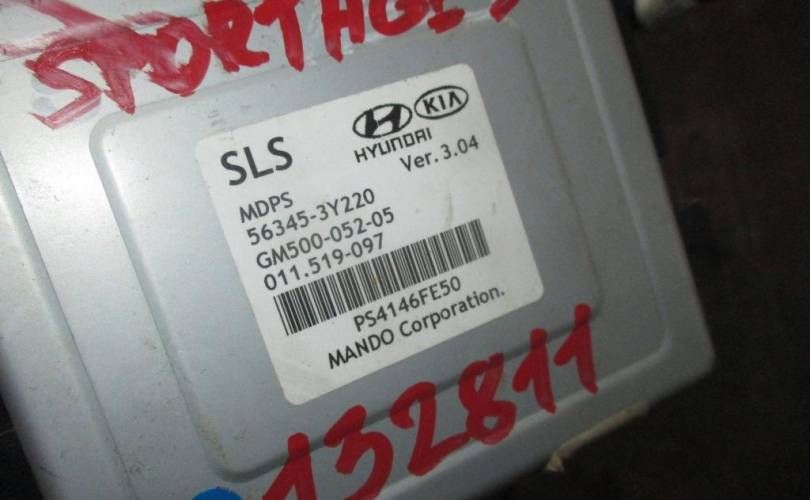 SPORTAGE
SLS
HYUNDAI
KIA
Ver. 3.04
MDPS
56345-3Y220
GM500-052-05
011.519-097
PS4146FE50
MANDO Corporation.
132811